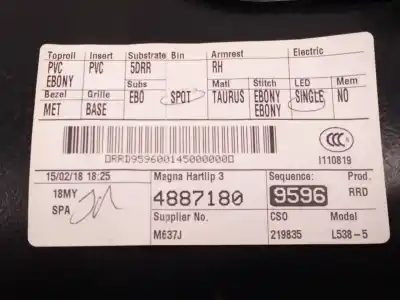 Toproll Insert Substrate Bin Armrest Electric
PVC PVC 5DRR RH
EBONY
Subs Matl Stitch LED Mem
Bezel Grille EBO SPOT TAURUS EBONY SINGLE NO
MET BASE EBONY
CCC
▯RRD959600145000000▯ I110819
15/02/18 18:25 Magna Hartlip 3 Sequence: Prod.
18MY 4887180 9596 RRD
SPA Supplier No. CSO Model
M637J 219835 L538-5